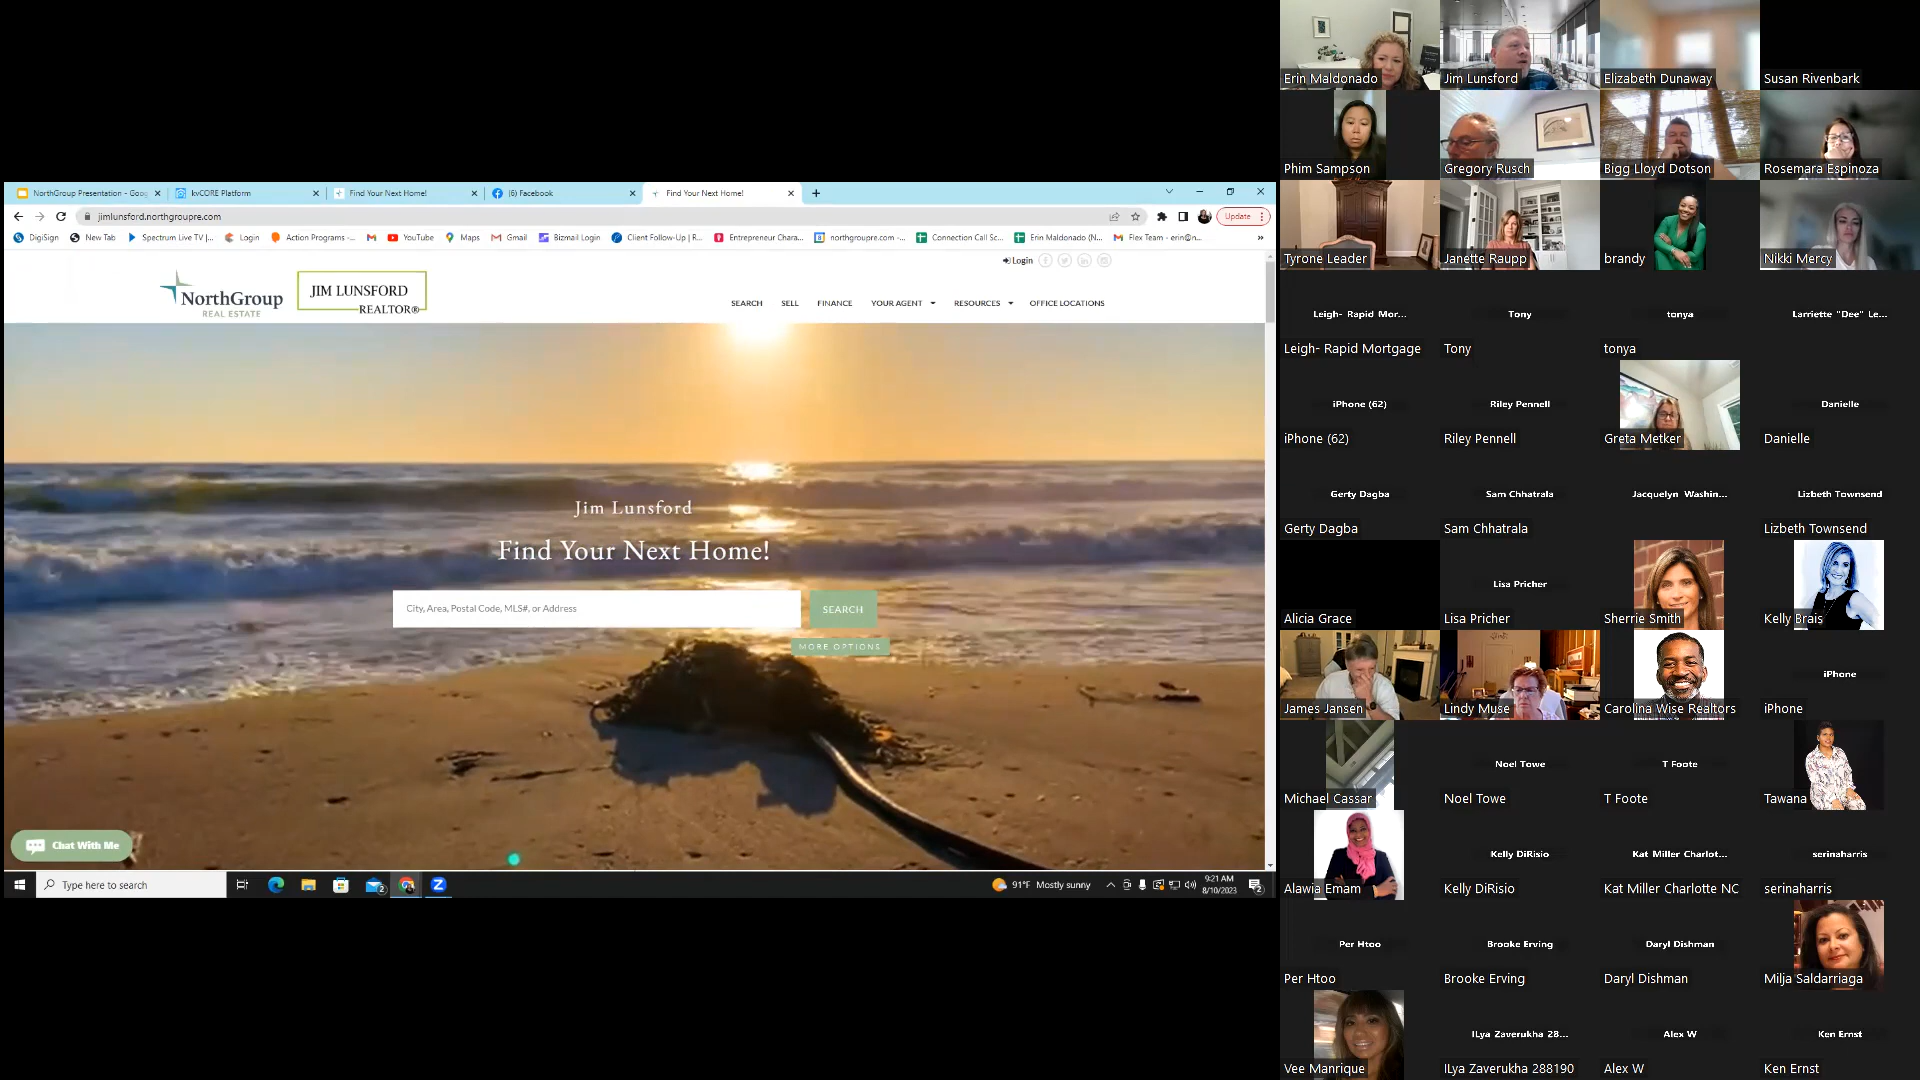 NorthGroup Presentation - Goog
kvCORE Platform
Find Your Next Home!
(6) Facebook
Find Your Next Home!
jimlunsford.northgroupre.com
Update
DigiSign
New Tab
Spectrum Live TV |...
Login
Action Programs -...
YouTube
Maps
Gmail
Bizmail Login
Client Follow-Up | R...
Entrepreneur Chara...
northgroupre.com -...
Connection Call Sc...
Erin Maldonado (N...
Flex Team - erin@n...
»
Login
NorthGroup
REAL ESTATE
JIM LUNSFORD
REALTOR®
SEARCH
SELL
FINANCE
YOUR AGENT
RESOURCES
OFFICE LOCATIONS
Jim Lunsford
Find Your Next Home!
City, Area, Postal Code, MLS#, or Address
SEARCH
MORE OPTIONS
Chat With Me
Type here to search
91°F Mostly sunny
9:21 AM
8/10/2023
Erin Maldonado
Jim Lunsford
Elizabeth Dunaway
Susan Rivenbark
Phim Sampson
Gregory Rusch
Bigg Lloyd Dotson
Rosemara Espinoza
Tyrone Leader
Janette Raupp
brandy
Nikki Mercy
Leigh- Rapid Mor...
Tony
tonya
Larriette "Dee" Le...
Leigh- Rapid Mortgage
Tony
tonya
iPhone (62)
Riley Pennell
Danielle
iPhone (62)
Riley Pennell
Greta Metker
Danielle
Gerty Dagba
Sam Chhatrala
Jacquelyn Washin...
Lizbeth Townsend
Gerty Dagba
Sam Chhatrala
Lizbeth Townsend
Lisa Pricher
Alicia Grace
Lisa Pricher
Sherrie Smith
Kelly Brais
iPhone
James Jansen
Lindy Muse
Carolina Wise Realtors
iPhone
Noel Towe
T Foote
Michael Cassar
Noel Towe
T Foote
Tawana
Kelly DiRisio
Kat Miller Charlot...
serinaharris
Alawia Emam
Kelly DiRisio
Kat Miller Charlotte NC
serinaharris
Per Htoo
Brooke Erving
Daryl Dishman
Per Htoo
Brooke Erving
Daryl Dishman
Milja Saldarriaga
ILya Zaverukha 28...
Alex W
Ken Ernst
Vee Manrique
ILya Zaverukha 288190
Alex W
Ken Ernst